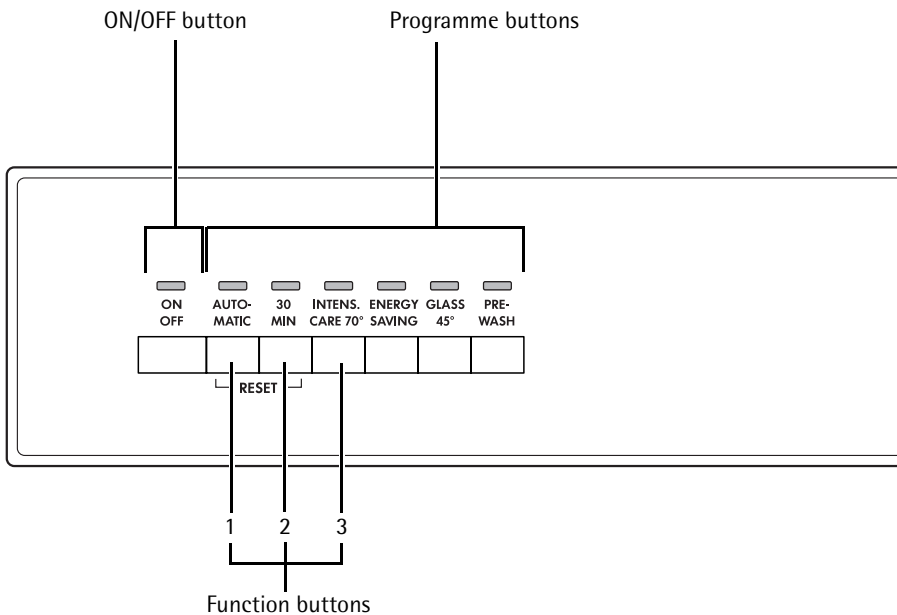 ON/OFF button
Programme buttons
ON
OFF
AUTO-
MATIC
30
MIN
INTENS.
CARE 70°
ENERGY
SAVING
GLASS
45°
PRE-
WASH
RESET
1
2
3
Function buttons